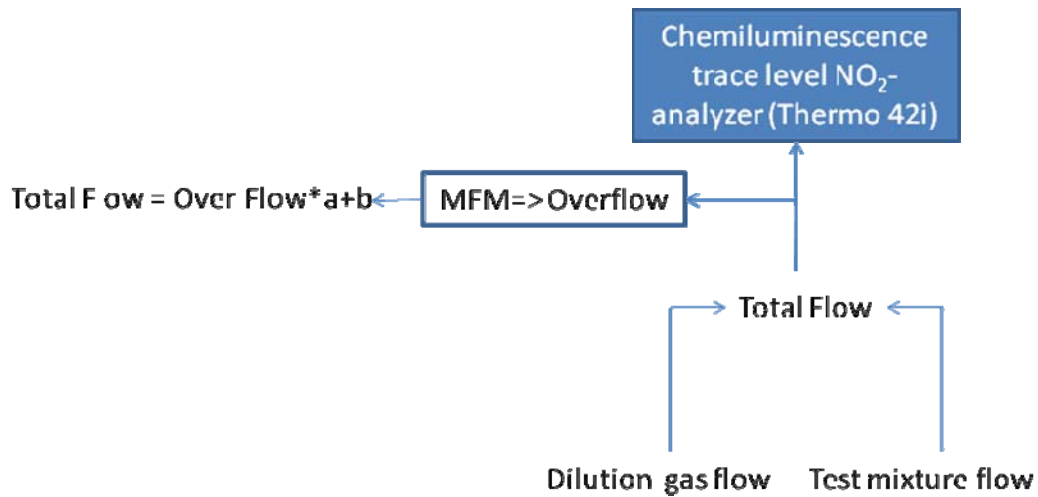 Chemiluminescence
trace level NO₂-
analyzer (Thermo 42i)
Total F ow = Over Flow*a+b
MFM=>Overflow
Total Flow
Dilution gas flow
Test mixture flow